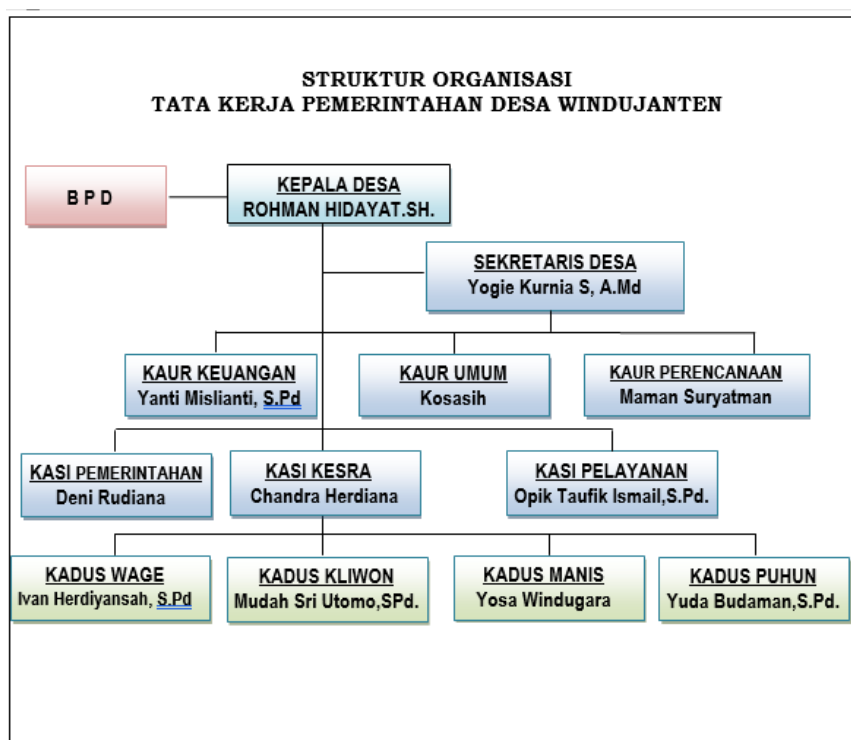 STRUKTUR ORGANISASI
TATA KERJA PEMERINTAHAN DESA WINDUJANTEN
B P D
KEPALA DESA
ROHMAN HIDAYAT.SH.
SEKRETARIS DESA
Yogie Kurnia S, A.Md
KAUR KEUANGAN
Yanti Mislianti, S.Pd
KAUR UMUM
Kosasih
KAUR PERENCANAAN
Maman Suryatman
KASI PEMERINTAHAN
Deni Rudiana
KASI KESRA
Chandra Herdiana
KASI PELAYANAN
Opik Taufik Ismail,S.Pd.
KADUS WAGE
Ivan Herdiyansah, S.Pd
KADUS KLIWON
Mudah Sri Utomo,SPd.
KADUS MANIS
Yosa Windugara
KADUS PUHUN
Yuda Budaman,S.Pd.